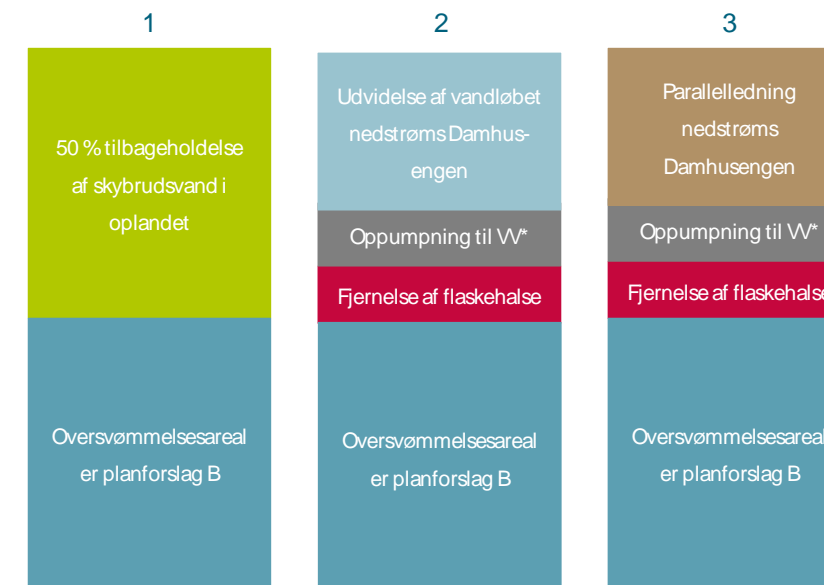 1
50 % tilbageholdelse
af skybrudsvand i
oplandet
Oversvømmelsesareal
er planforslag B
2
Udvidelse af vandløbet
nedstrøms Damhus-
engen
Oppumpning til VV*
Fjernelse af flaskehalse
Oversvømmelsesareal
er planforslag B
3
Parallelledning
nedstrøms
Damhusengen
Oppumpning til VV*
Fjernelse af flaskehalse
Oversvømmelsesareal
er planforslag B